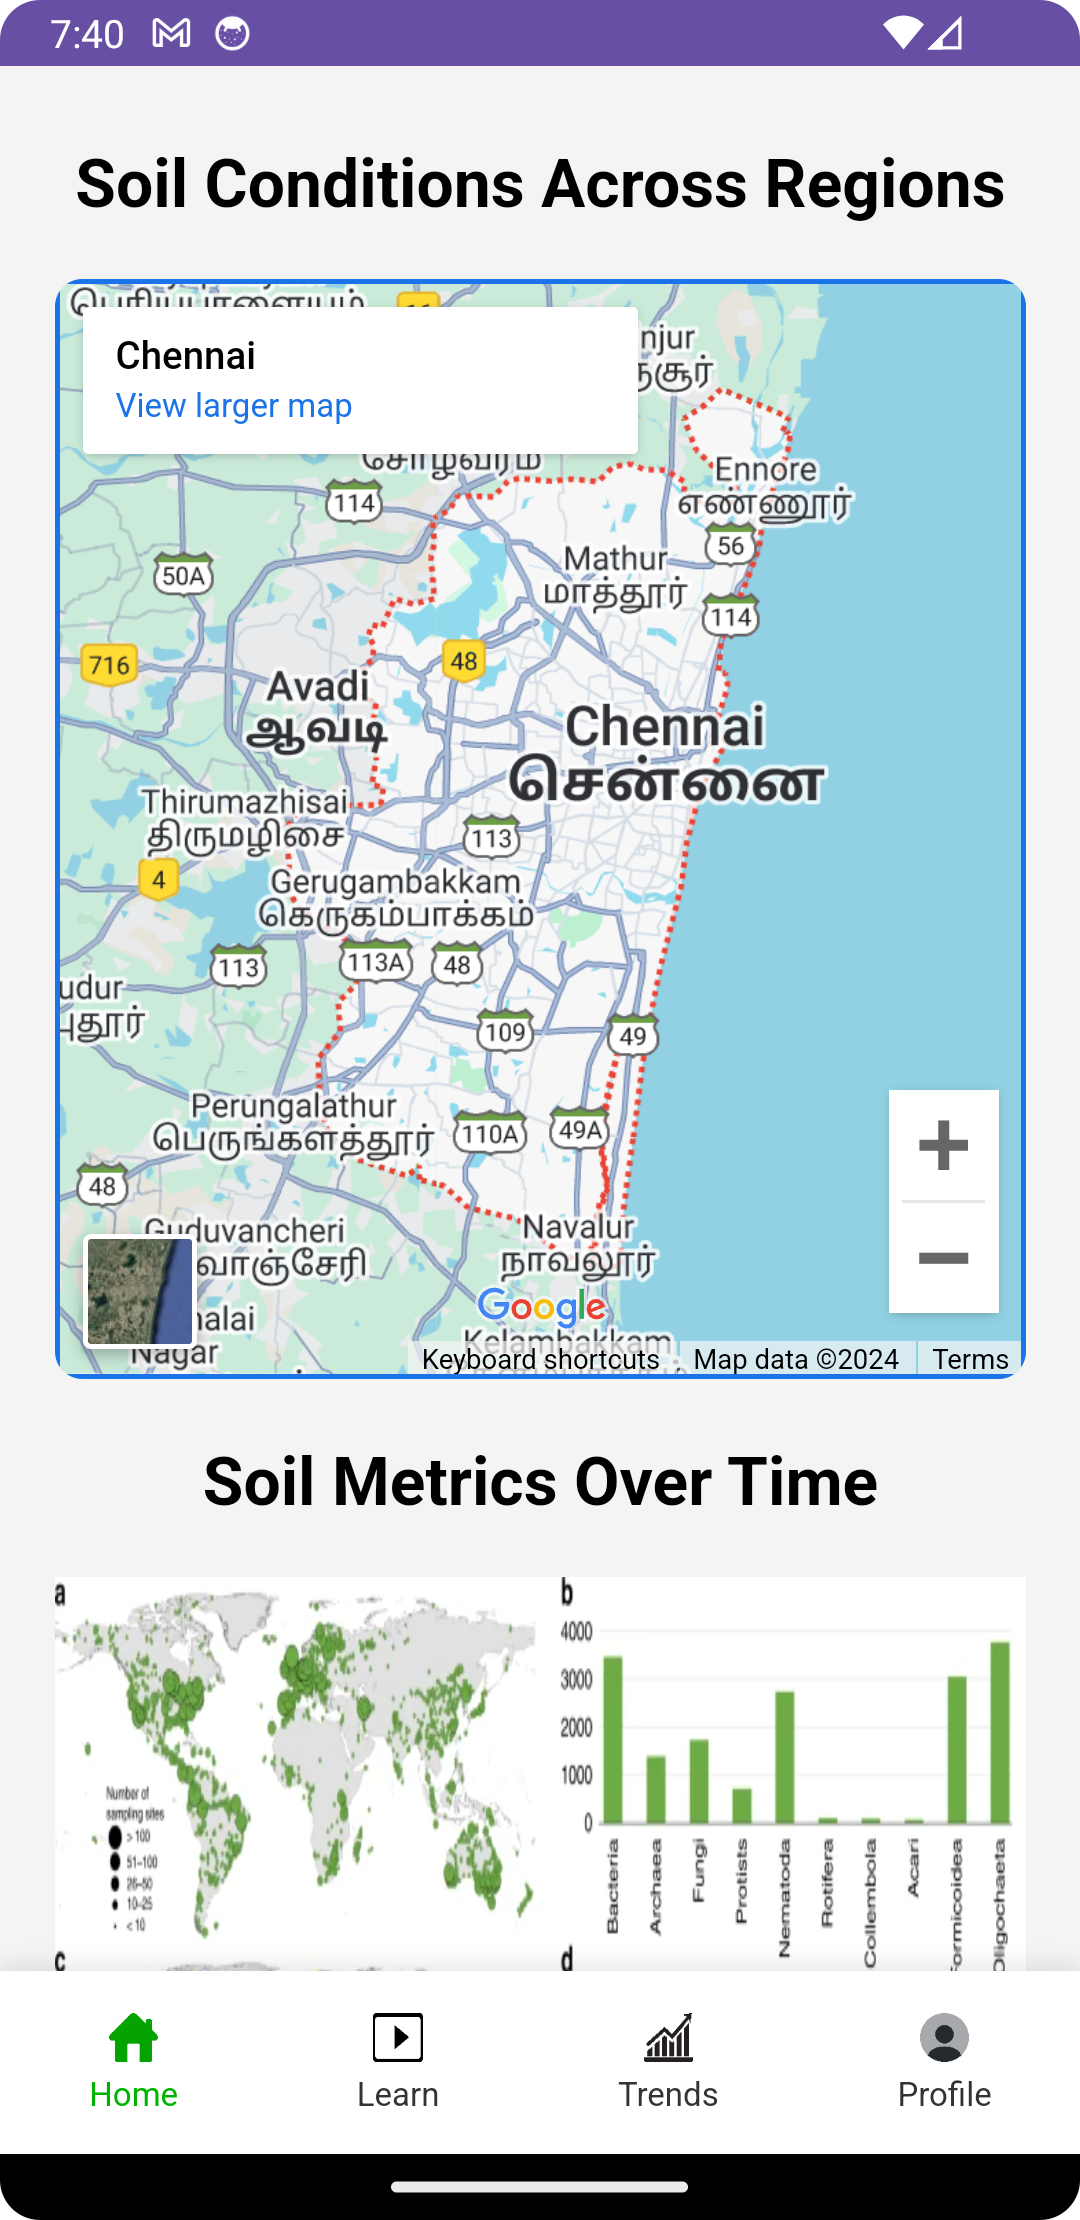 7:40
Soil Conditions Across Regions
Chennai
View larger map
njur
சோழவரம்
Ennore
எண்ணூர்
114
56
Mathur
மாத்தூர்
50A
114
716
48
Avadi
ஆவடி
Chennai
சென்னை
Thirumazhisai
திருமழிசை
113
4
Gerugambakkam
கெருகம்பாக்கம்
113
113A
48
udur
புதூர்
109
49
Perungalathur
பெருங்களத்தூர்
110A
49A
48
Guduvancheri
வாஞ்சேரி
Navalur
நாவலூர்
alai
Nagar
Google
Kelambakkam
Keyboard shortcuts
Map data ©2024
Terms
Soil Metrics Over Time
a
Number of
sampling sites
> 100
51–100
26–50
10–25
< 10
b
4000
3000
2000
1000
0
Bacteria
Archaea
Fungi
Protists
Nematoda
Rotifera
Collembola
Acari
Formicoidea
Oligochaeta
c
d
Home
Learn
Trends
Profile